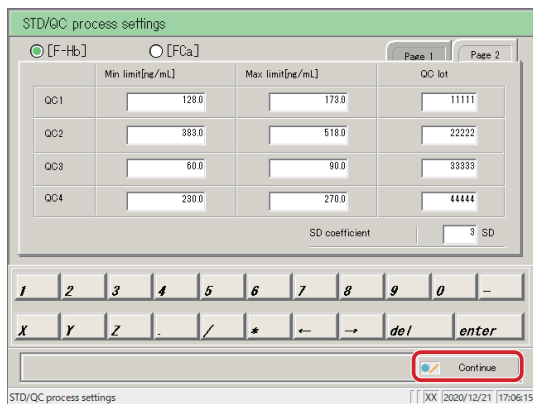 STD/QC process settings
[F-Hb] [FCa] Page 1 Page 2
Min limit[ng/mL] Max limit[ng/mL] QC lot
QC1 128.0 173.0 11111
QC2 383.0 518.0 22222
QC3 60.0 90.0 33333
QC4 230.0 270.0 44444
SD coefficient 3 SD
1 2 3 4 5 6 7 8 9 0 -
X Y Z . / * ← → del enter
Continue
STD/QC process settings XX 2020/12/21 17:06:15